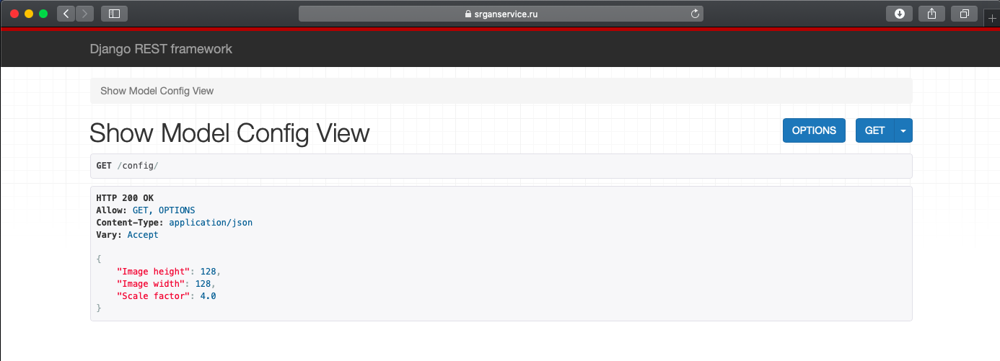 srganservice.ru
Django REST framework
Show Model Config View
Show Model Config View
OPTIONS
GET
GET /config/
HTTP 200 OK
Allow: GET, OPTIONS
Content-Type: application/json
Vary: Accept
{
    "Image height": 128,
    "Image width": 128,
    "Scale factor": 4.0
}